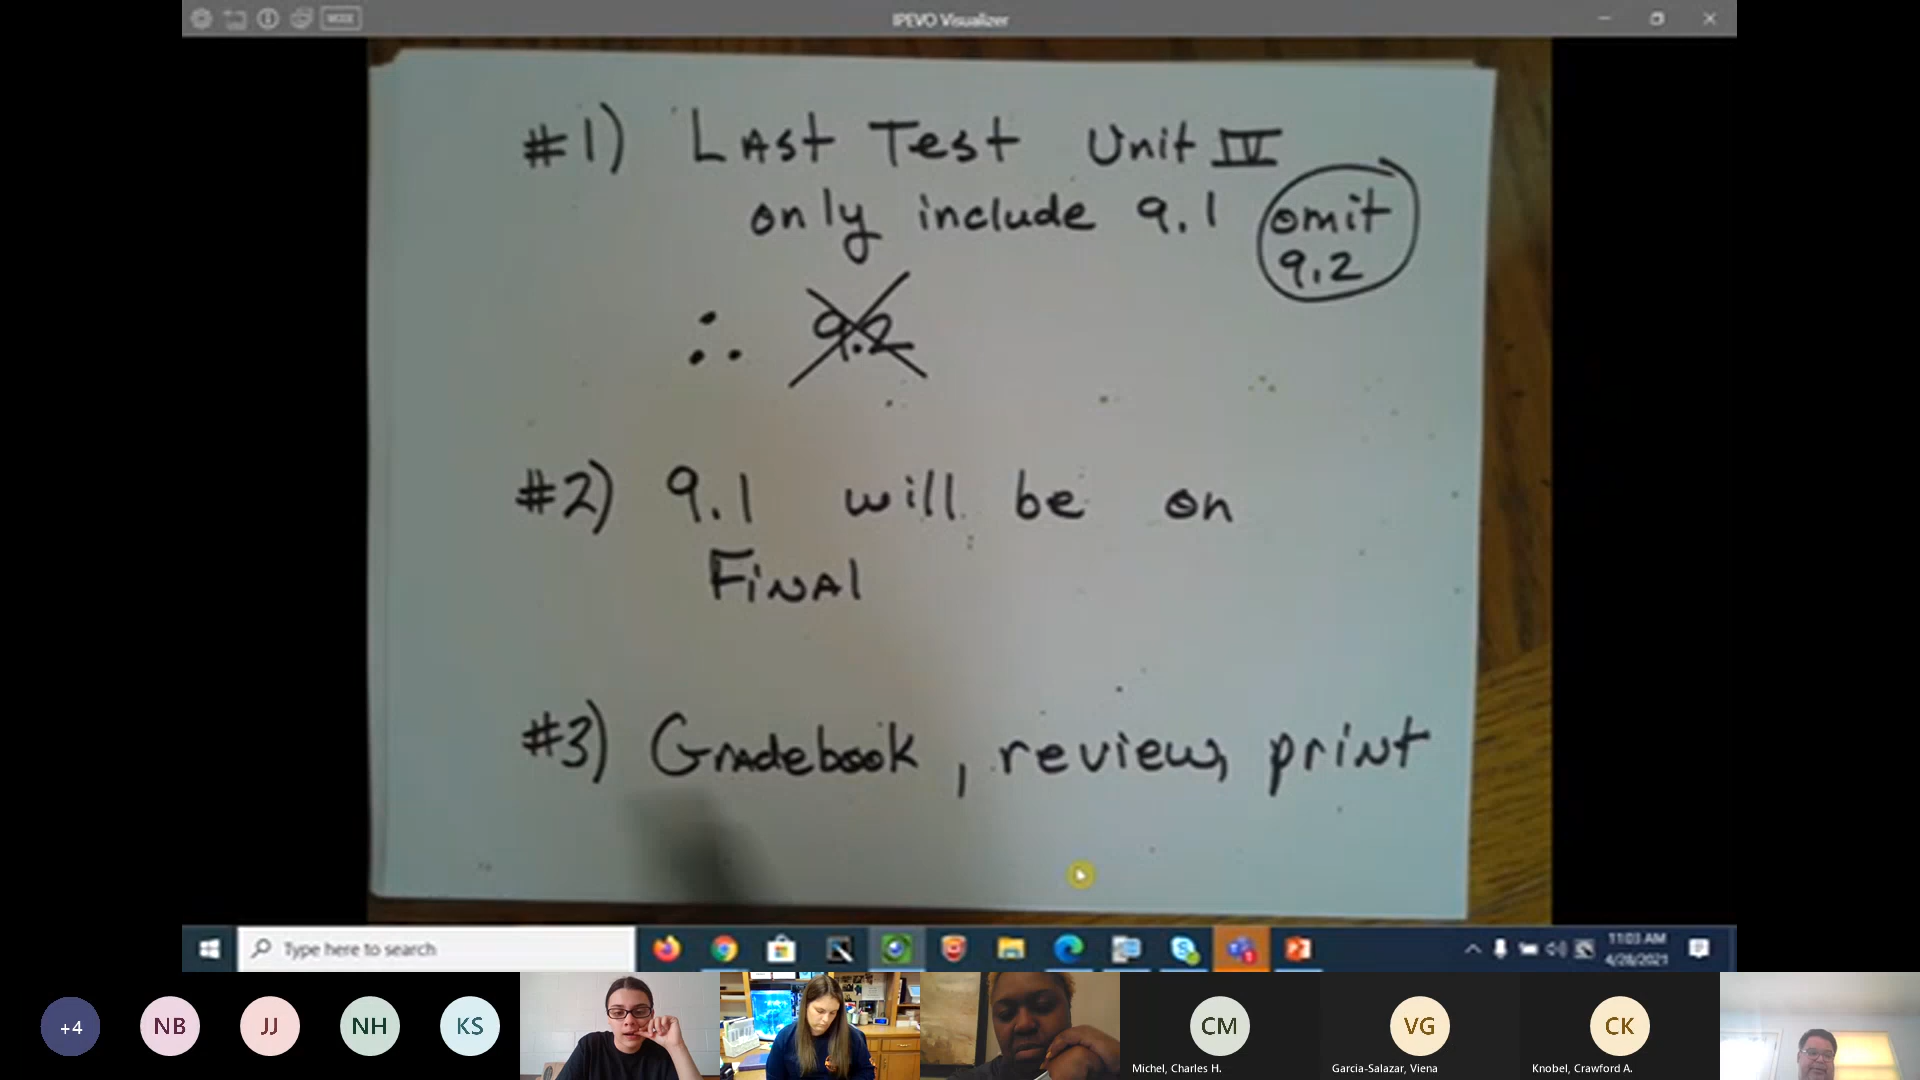 MODE
IPEVO Visualizer
#1) LAst Test Unit IV
only include 9.1 omit
9.2
∴ 9.2
#2) 9.1 will be on
FiNAl
#3) Gradebook, review, print
Type here to search
11:03 AM
4/28/2021
+4
NB
JJ
NH
KS
CM
Michel, Charles H.
VG
Garcia-Salazar, Viena
CK
Knobel, Crawford A.